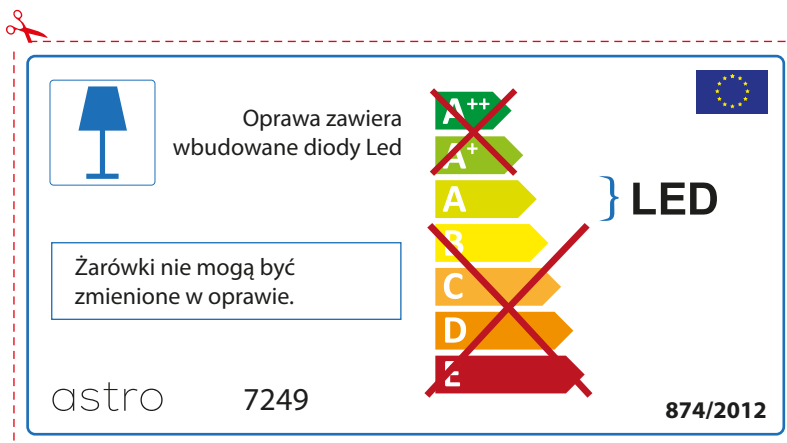 Oprawa zawiera
wbudowane diody Led
A++
A+
A
B
C
D
E
LED
Żarówki nie mogą być
zmienione w oprawie.
astro
7249
874/2012